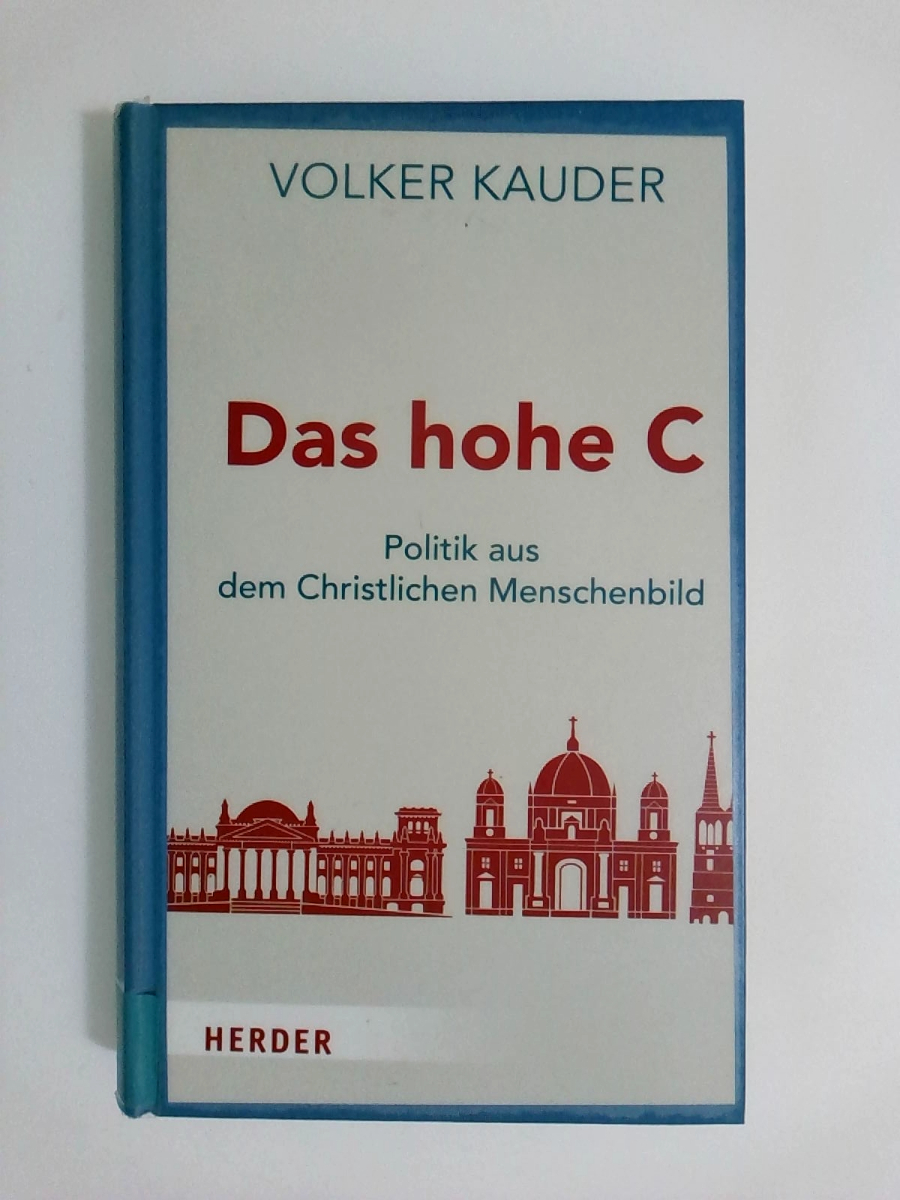 VOLKER KAUDER
Das hohe C
Politik aus
dem Christlichen Menschenbild
HERDER